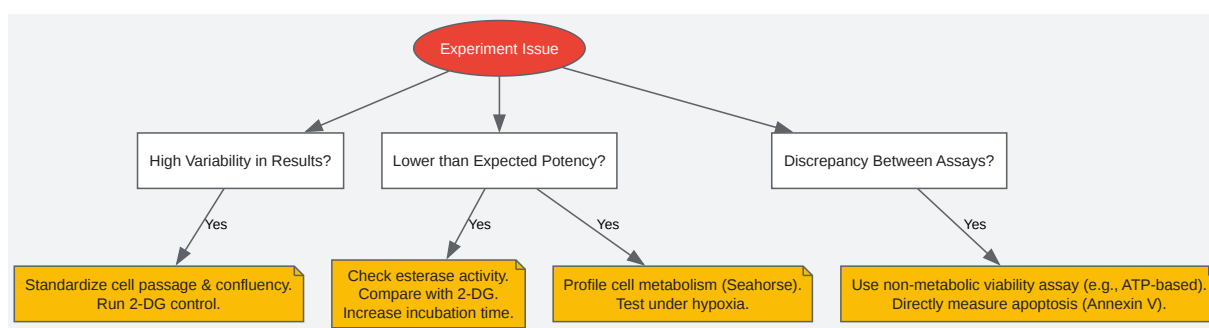 Experiment Issue
High Variability in Results?
Lower than Expected Potency?
Discrepancy Between Assays?
Yes
Yes
Yes
Yes
Standardize cell passage & confluency.
Run 2-DG control.
Check esterase activity.
Compare with 2-DG.
Increase incubation time.
Profile cell metabolism (Seahorse).
Test under hypoxia.
Use non-metabolic viability assay (e.g., ATP-based).
Directly measure apoptosis (Annexin V).